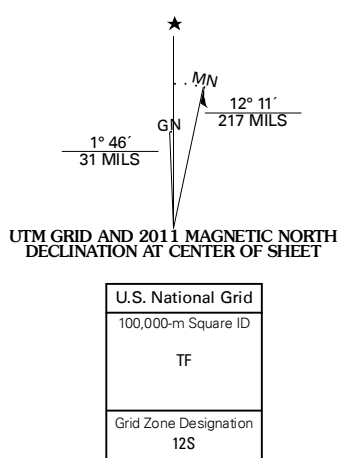 ★
MN
GN
12° 11´
217 MILS
1° 46´
31 MILS
UTM GRID AND 2011 MAGNETIC NORTH
DECLINATION AT CENTER OF SHEET
U.S. National Grid
100,000-m Square ID
TF
Grid Zone Designation
12S